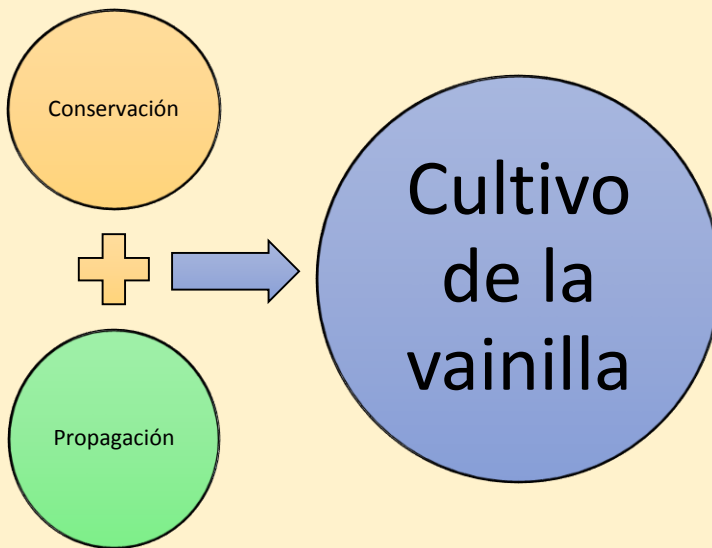 Conservación
Propagación
Cultivo
de la
vainilla